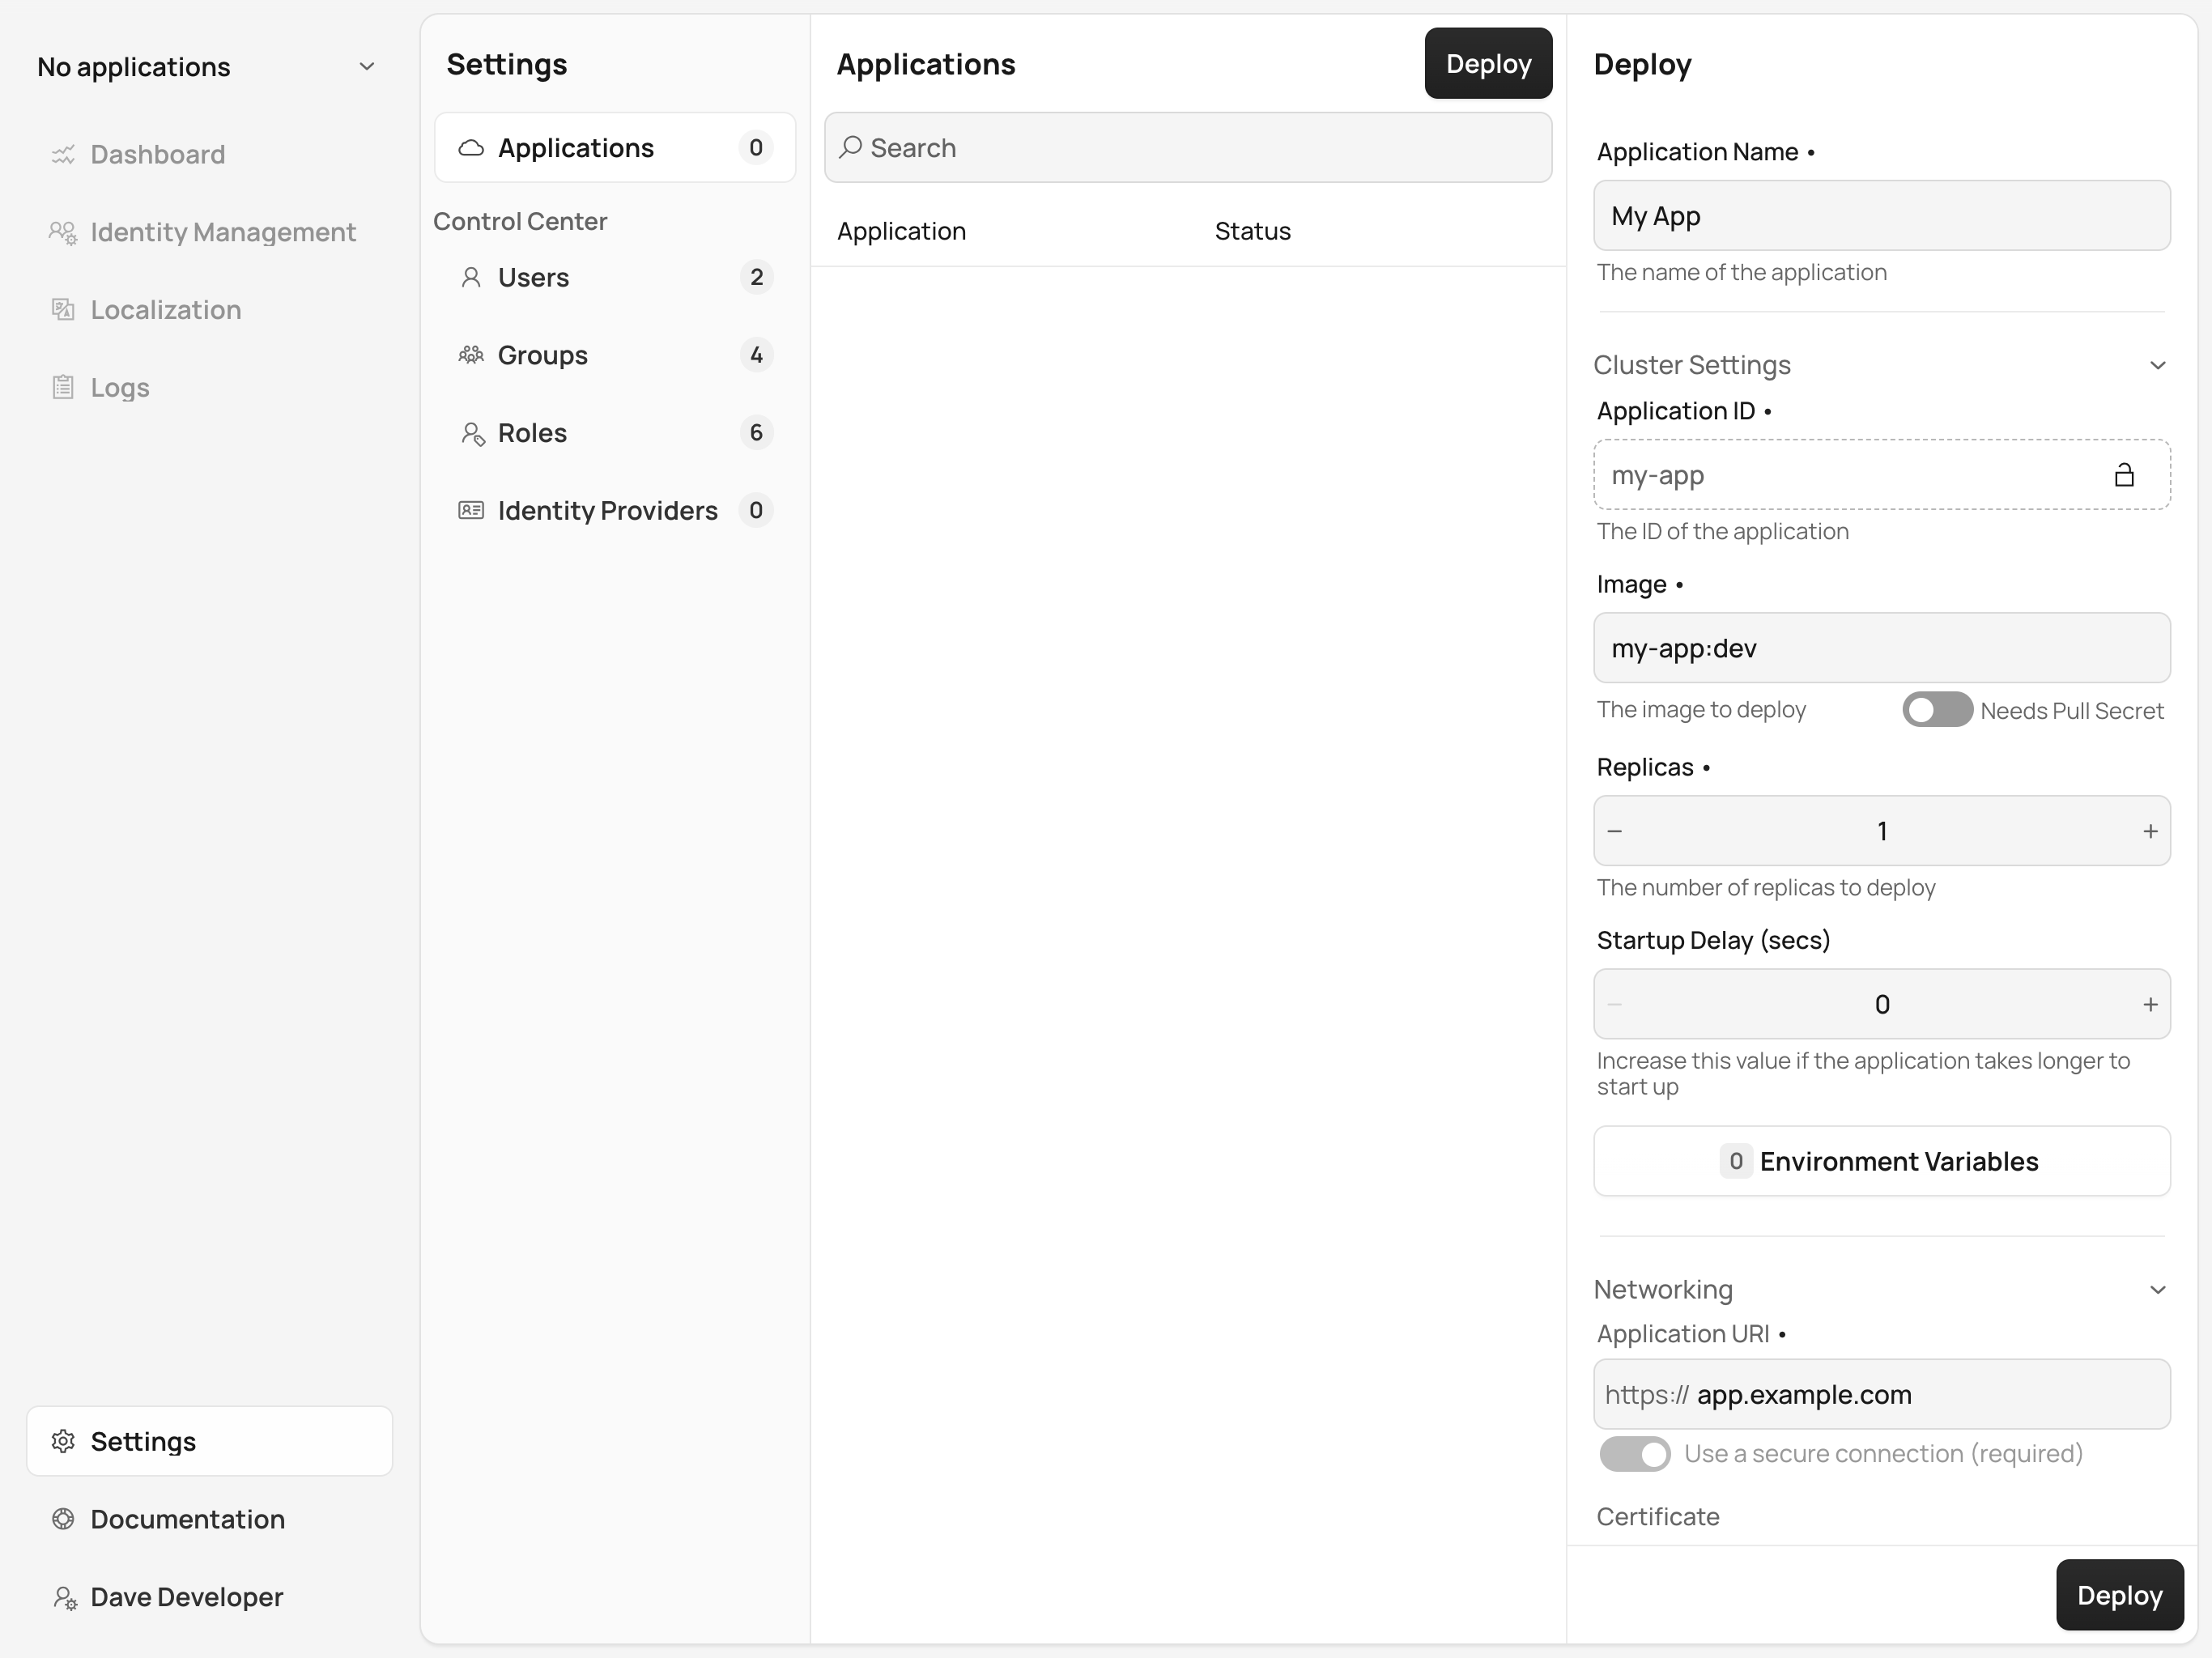 No applications
Dashboard
Identity Management
Localization
Logs
Settings
Documentation
Dave Developer
Settings
Applications 0
Control Center
Users 2
Groups 4
Roles 6
Identity Providers 0
Applications Deploy
Search
Application Status
Deploy
Application Name •
My App
The name of the application
Cluster Settings
Application ID •
my-app
The ID of the application
Image •
my-app:dev
The image to deploy Needs Pull Secret
Replicas •
− 1 +
The number of replicas to deploy
Startup Delay (secs)
− 0 +
Increase this value if the application takes longer to
start up
0 Environment Variables
Networking
Application URI •
https:// app.example.com
Use a secure connection (required)
Certificate
Deploy